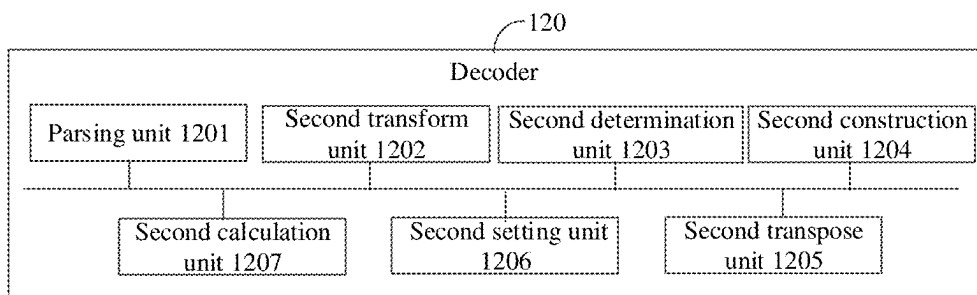 120
Decoder
Parsing unit 1201
Second transform
unit 1202
Second determination
unit 1203
Second construction
unit 1204
Second calculation
unit 1207
Second setting unit
1206
Second transpose
unit 1205